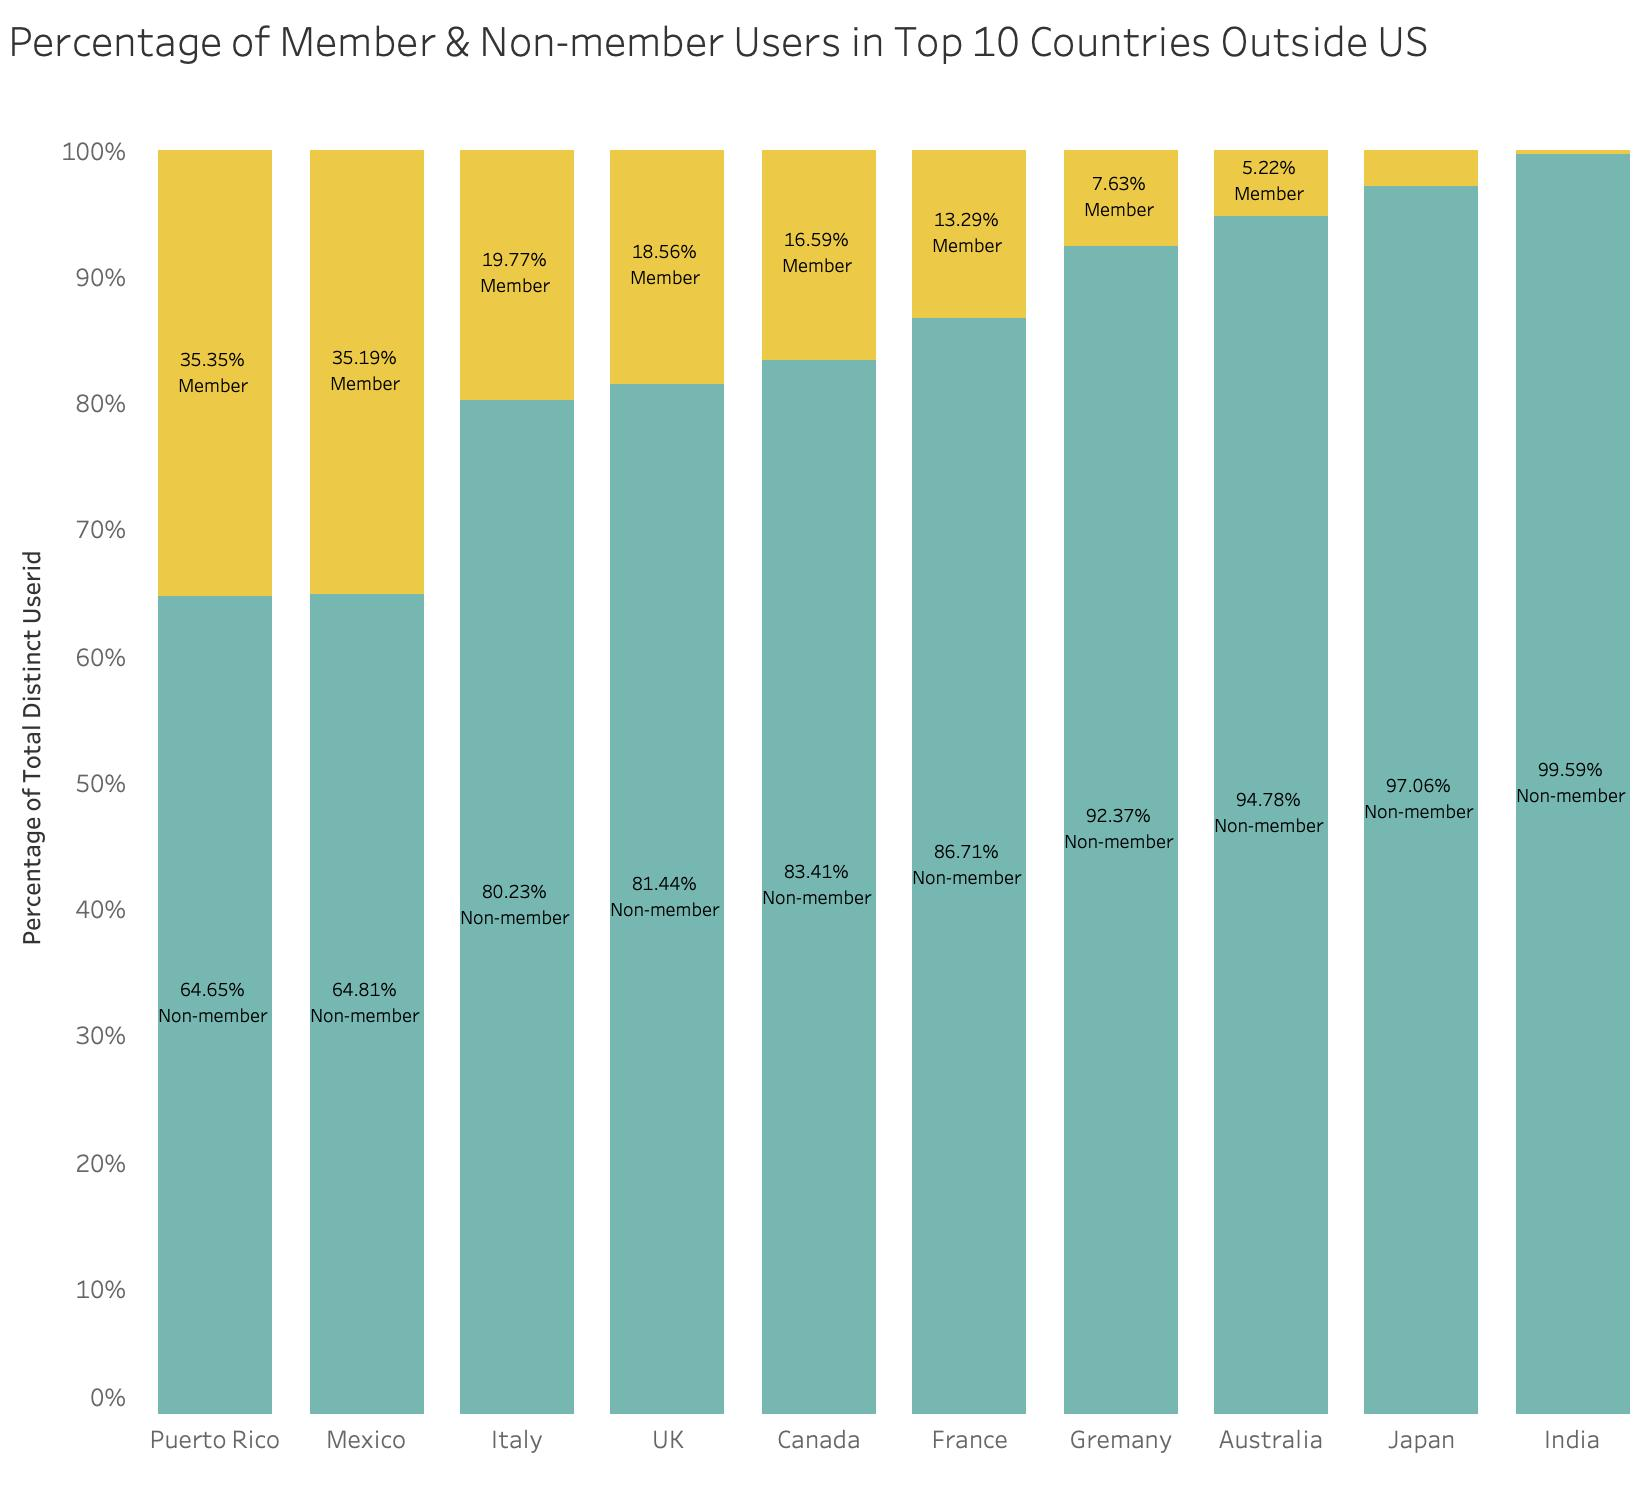 Percentage of Member & Non-member Users in Top 10 Countries Outside US
Percentage of Total Distinct Userid
100%
90%
80%
70%
60%
50%
40%
30%
20%
10%
0%
35.35%
Member
64.65%
Non-member
Puerto Rico
35.19%
Member
64.81%
Non-member
Mexico
19.77%
Member
80.23%
Non-member
Italy
18.56%
Member
81.44%
Non-member
UK
16.59%
Member
83.41%
Non-member
Canada
13.29%
Member
86.71%
Non-member
France
7.63%
Member
92.37%
Non-member
Gremany
5.22%
Member
94.78%
Non-member
Australia
97.06%
Non-member
Japan
99.59%
Non-member
India